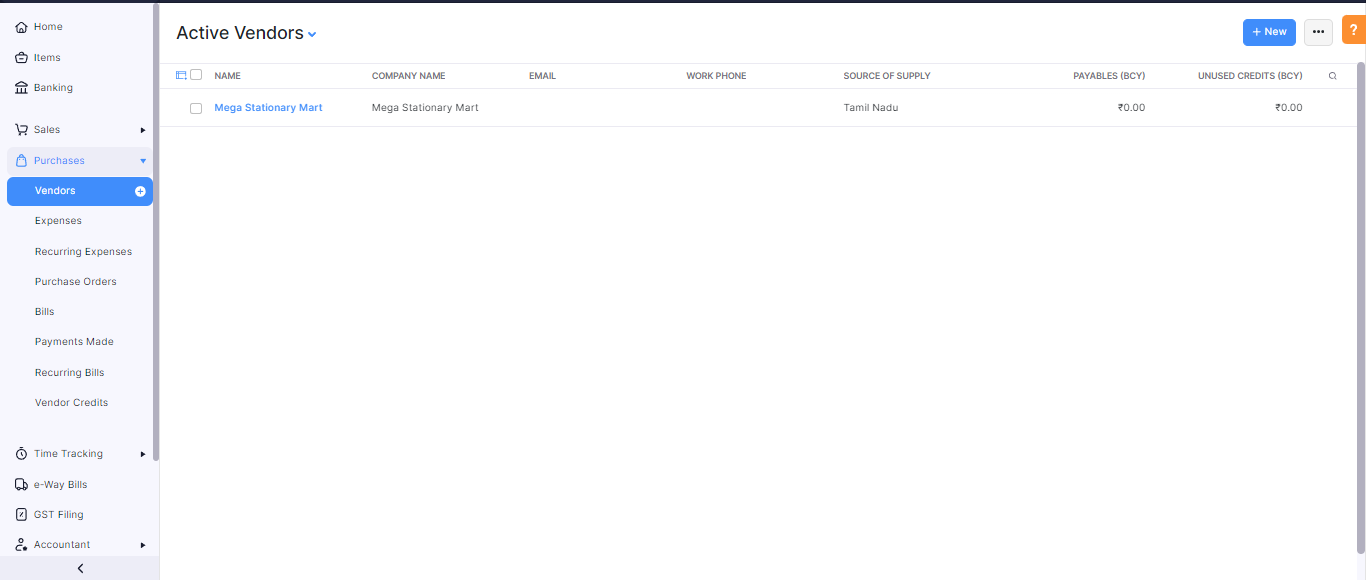 Home
Items
Banking
Sales
Purchases
Vendors
Expenses
Recurring Expenses
Purchase Orders
Bills
Payments Made
Recurring Bills
Vendor Credits
Time Tracking
e-Way Bills
GST Filing
Accountant
Active Vendors
+ New
?
NAME COMPANY NAME EMAIL WORK PHONE SOURCE OF SUPPLY PAYABLES (BCY) UNUSED CREDITS (BCY)
Mega Stationary Mart Mega Stationary Mart Tamil Nadu ₹0.00 ₹0.00